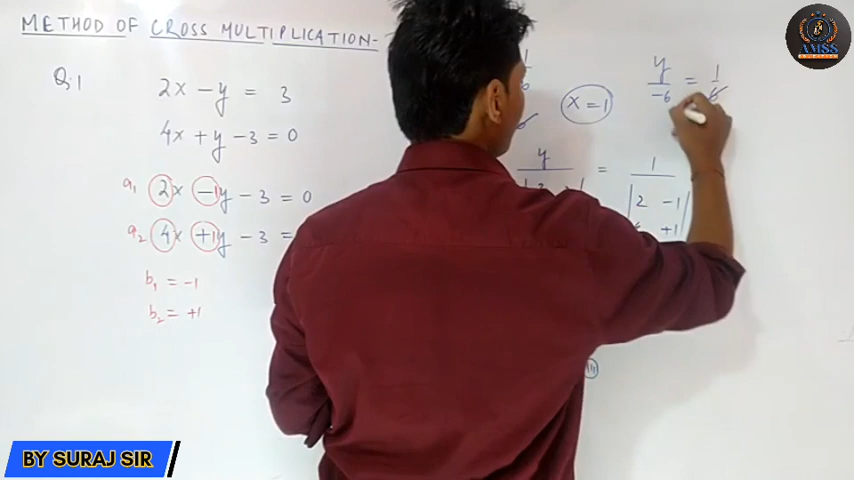 METHOD OF CROSS MULTIPLICATION-
Q.1
2x - y = 3
4x + y - 3 = 0
a1 2x -1y - 3 = 0
a2 4x +1y - 3 =
b1 = -1
b2 = +1
x = 1
y/-6 = 1/6
y = 1
2 -1
+1
AMSS
EDUCATION
BY SURAJ SIR